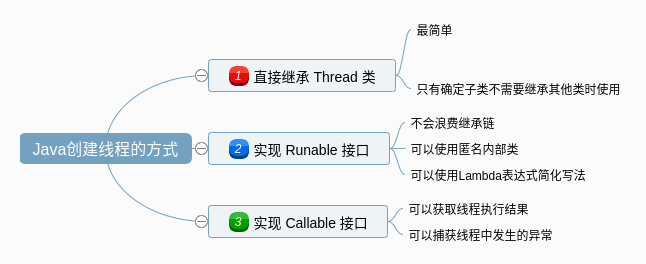 Java创建线程的方式
1 直接继承 Thread 类
最简单
只有确定子类不需要继承其他类时使用
2 实现 Runable 接口
不会浪费继承链
可以使用匿名内部类
可以使用Lambda表达式简化写法
3 实现 Callable 接口
可以获取线程执行结果
可以捕获线程中发生的异常